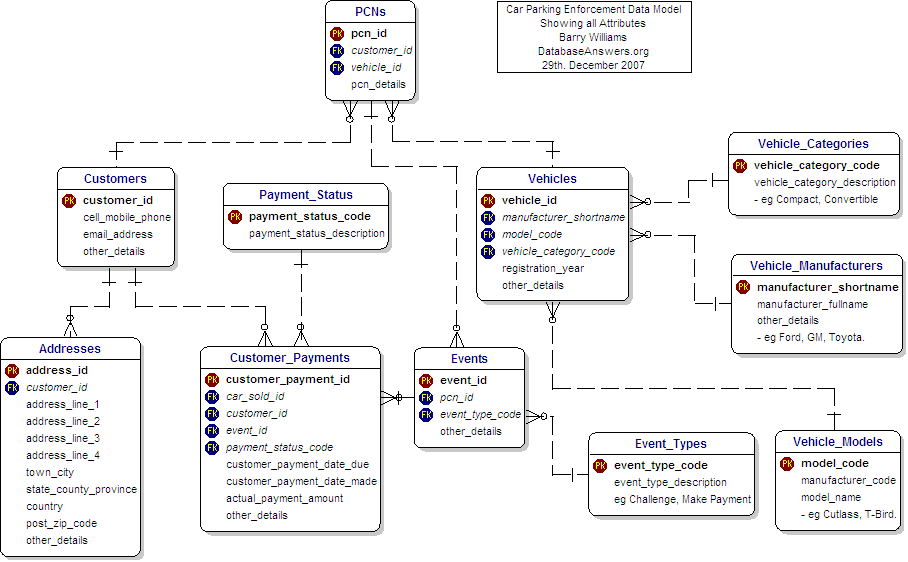 PCNs
PK pcn_id
FK customer_id
FK vehicle_id
pcn_details
Car Parking Enforcement Data Model
Showing all Attributes
Barry Williams
DatabaseAnswers.org
29th. December 2007
Customers
PK customer_id
cell_mobile_phone
email_address
other_details
Payment_Status
PK payment_status_code
payment_status_description
Vehicles
PK vehicle_id
FK manufacturer_shortname
FK model_code
FK vehicle_category_code
registration_year
other_details
Vehicle_Categories
PK vehicle_category_code
vehicle_category_description
- eg Compact, Convertible
Vehicle_Manufacturers
PK manufacturer_shortname
manufacturer_fullname
other_details
- eg Ford, GM, Toyota.
Addresses
PK address_id
FK customer_id
address_line_1
address_line_2
address_line_3
address_line_4
town_city
state_county_province
country
post_zip_code
other_details
Customer_Payments
PK customer_payment_id
FK car_sold_id
FK customer_id
FK event_id
FK payment_status_code
customer_payment_date_due
customer_payment_date_made
actual_payment_amount
other_details
Events
PK event_id
FK pcn_id
FK event_type_code
other_details
Event_Types
PK event_type_code
event_type_description
eg Challenge, Make Payment
Vehicle_Models
PK model_code
manufacturer_code
model_name
- eg Cutlass, T-Bird.